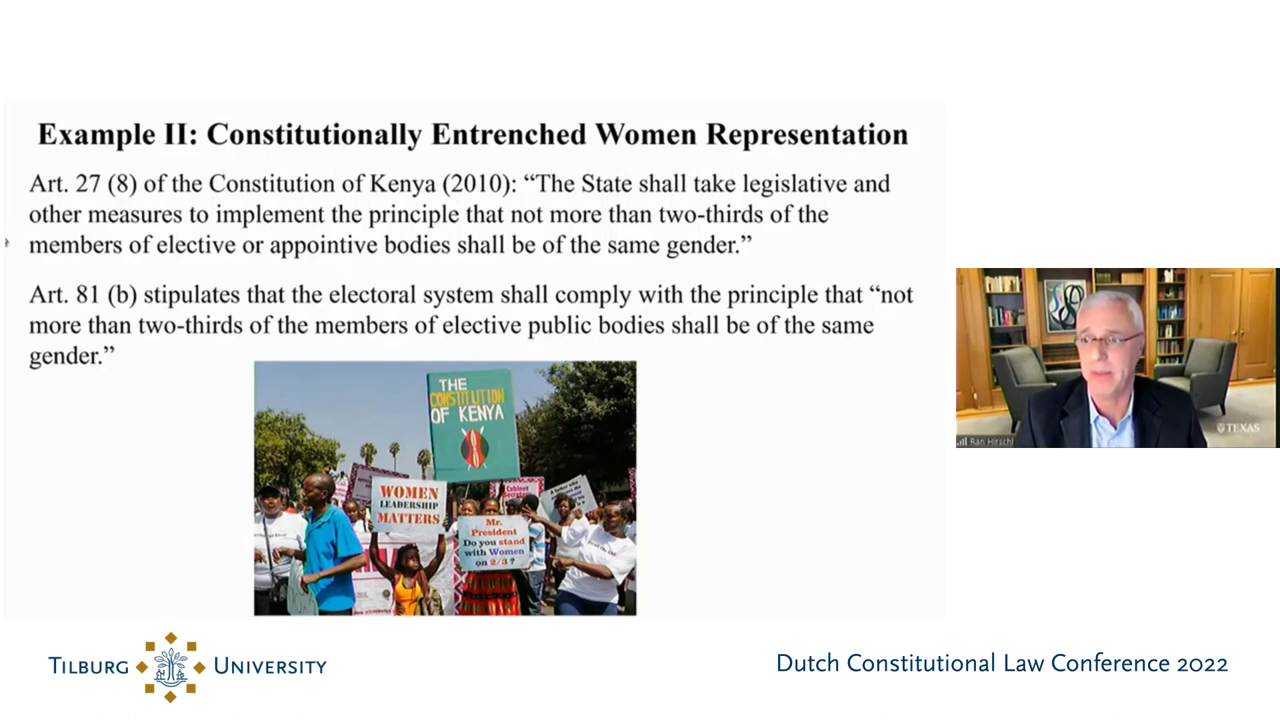 Example II: Constitutionally Entrenched Women Representation
Art. 27 (8) of the Constitution of Kenya (2010): “The State shall take legislative and
other measures to implement the principle that not more than two-thirds of the
members of elective or appointive bodies shall be of the same gender.”
Art. 81 (b) stipulates that the electoral system shall comply with the principle that “not
more than two-thirds of the members of elective public bodies shall be of the same
gender.”
THE
CONSTITUTION
OF KENYA
WOMEN
LEADERSHIP
MATTERS
Mr.
President
Do you stand
with Women
on 2/3 ?
Cabinet
TEXAS
Ran Hirschl
TILBURG UNIVERSITY
Dutch Constitutional Law Conference 2022